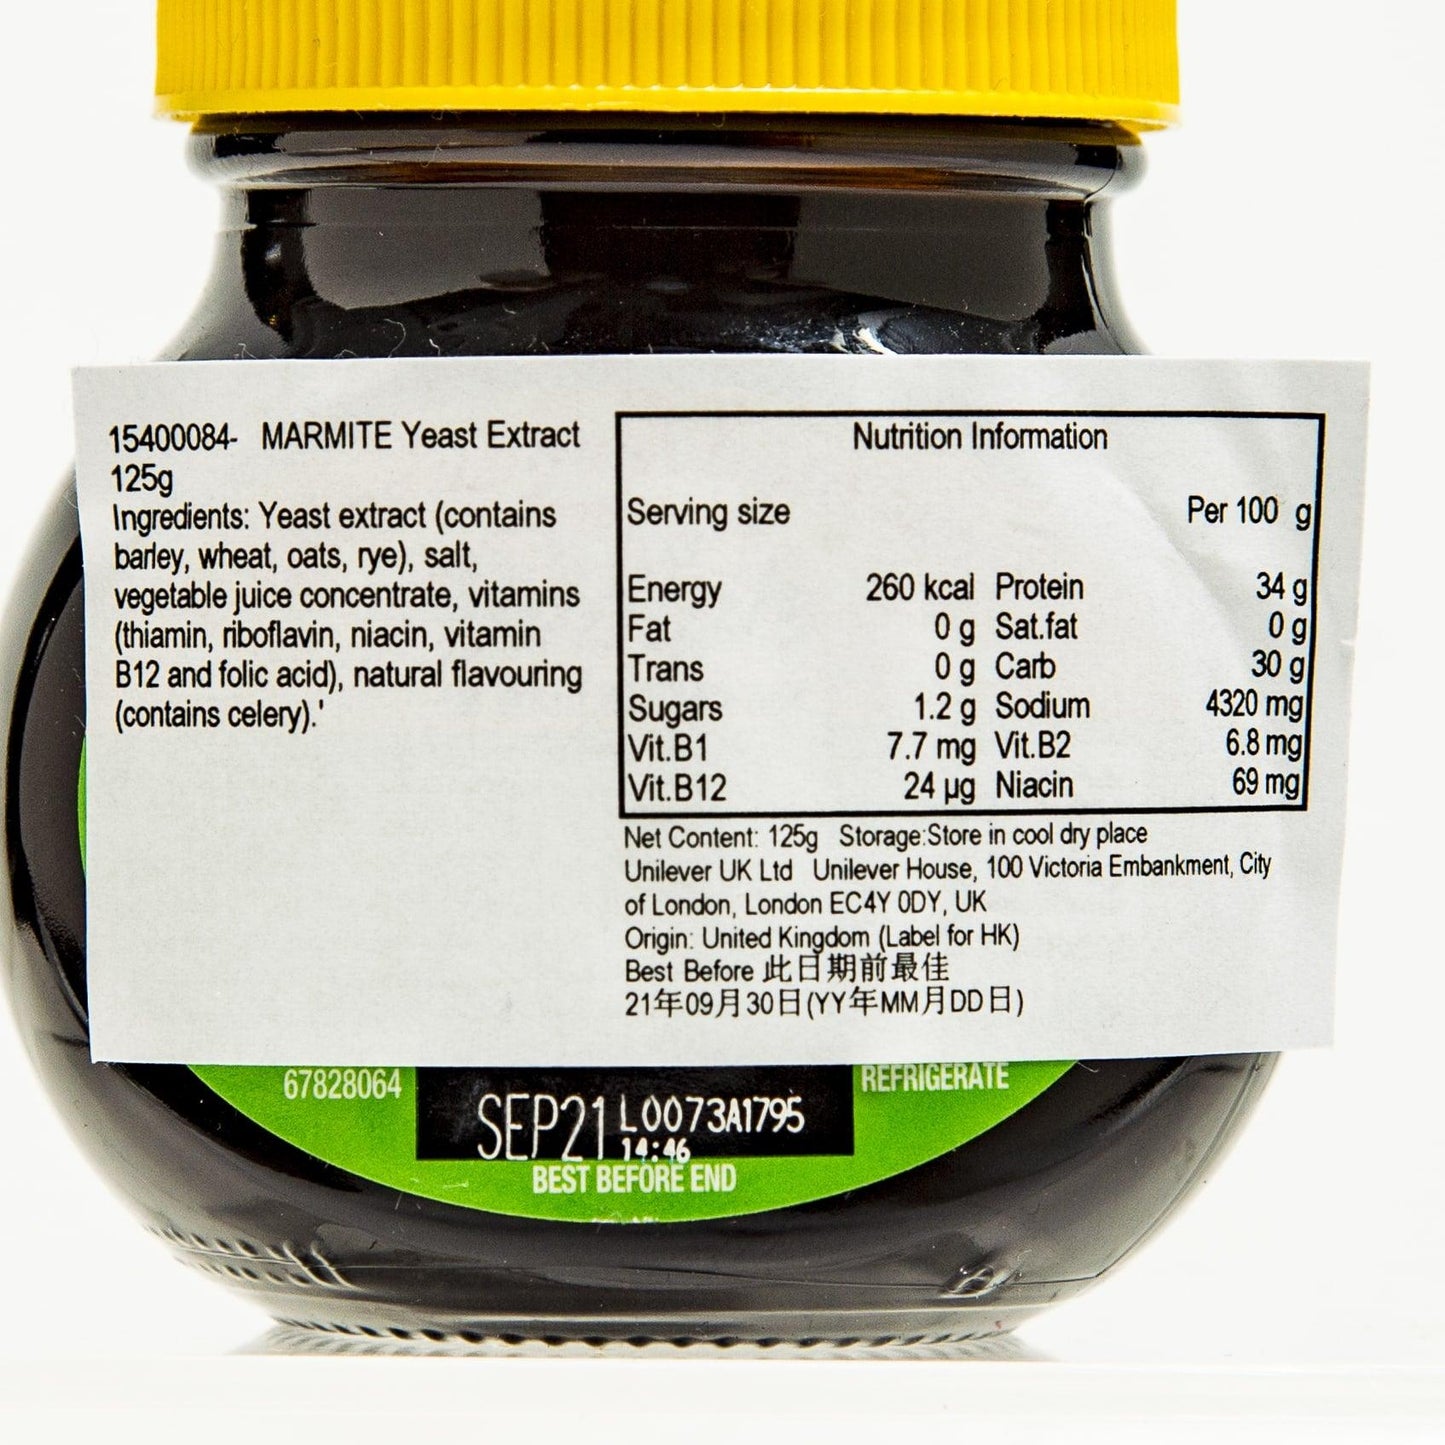 15400084- MARMITE Yeast Extract
125g
Ingredients: Yeast extract (contains
barley, wheat, oats, rye), salt,
vegetable juice concentrate, vitamins
(thiamin, riboflavin, niacin, vitamin
B12 and folic acid), natural flavouring
(contains celery).'
Nutrition Information
Serving size Per 100 g
Energy 260 kcal Protein 34 g
Fat 0 g Sat.fat 0 g
Trans 0 g Carb 30 g
Sugars 1.2 g Sodium 4320 mg
Vit.B1 7.7 mg Vit.B2 6.8 mg
Vit.B12 24 µg Niacin 69 mg
Net Content: 125g Storage:Store in cool dry place
Unilever UK Ltd Unilever House, 100 Victoria Embankment, City
of London, London EC4Y 0DY, UK
Origin: United Kingdom (Label for HK)
Best Before 此日期前最佳
21年09月30日(YY年MM月DD日)
67828064
REFRIGERATE
SEP21 L0073A1795
14:46
BEST BEFORE END